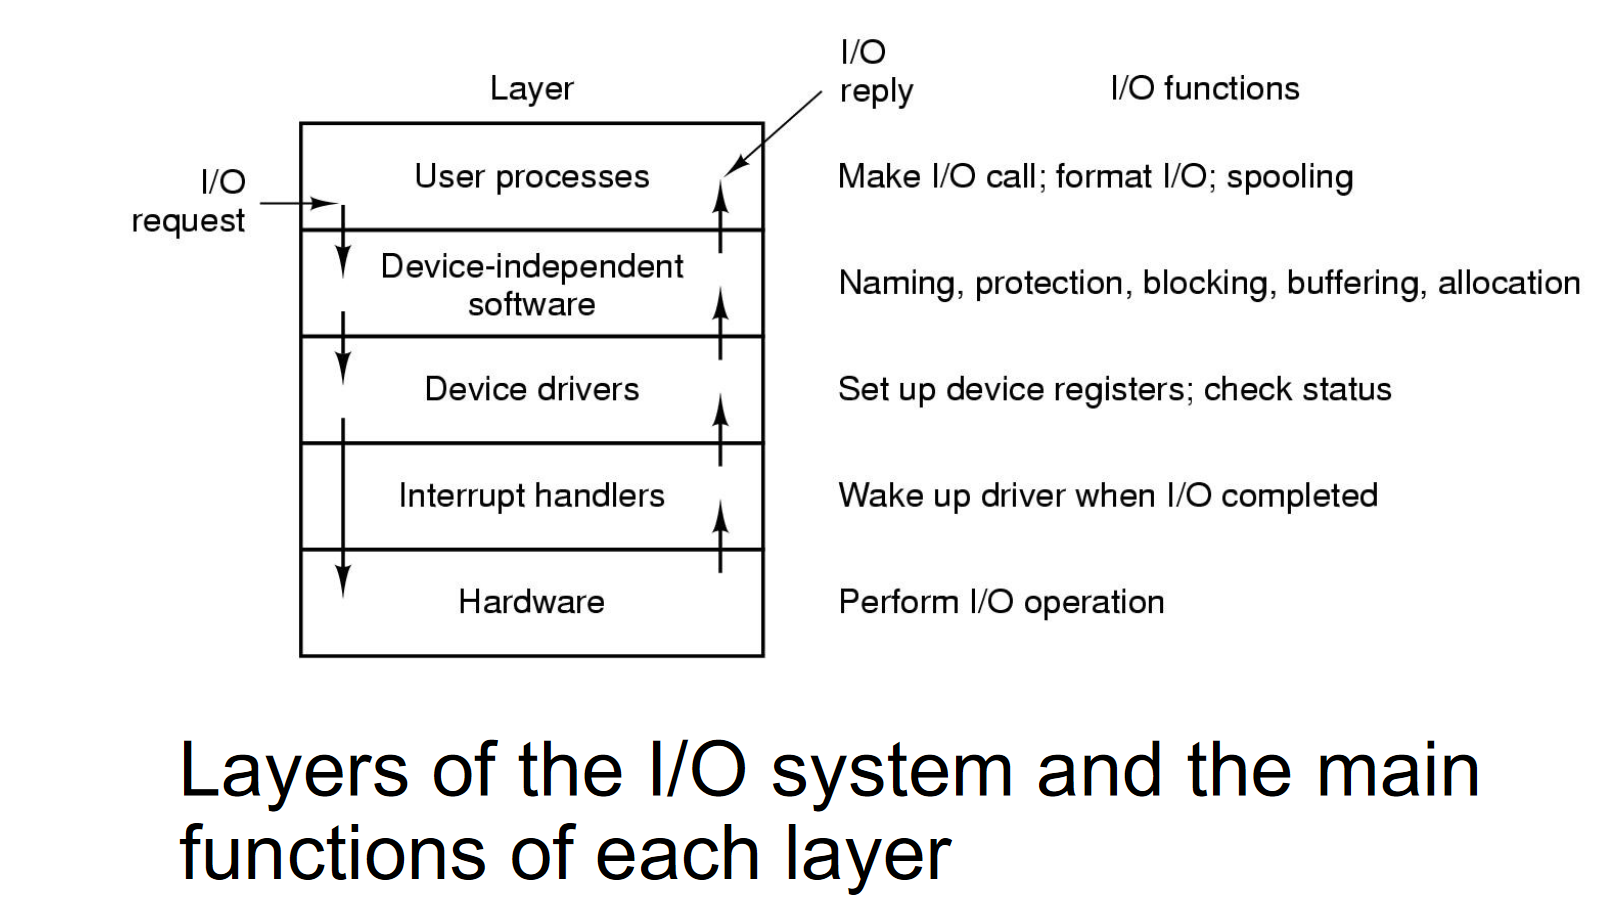 Layer
I/O
reply
I/O functions
I/O
request
User processes
Make I/O call; format I/O; spooling
Device-independent
software
Naming, protection, blocking, buffering, allocation
Device drivers
Set up device registers; check status
Interrupt handlers
Wake up driver when I/O completed
Hardware
Perform I/O operation
Layers of the I/O system and the main
functions of each layer